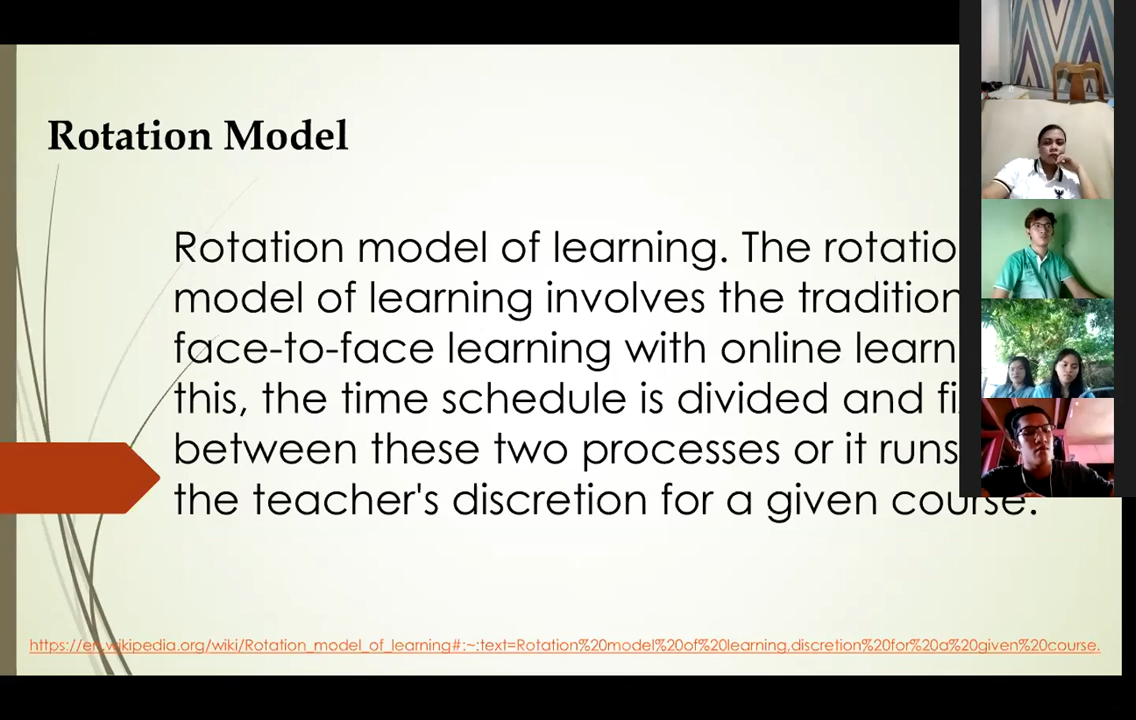 Rotation Model
Rotation model of learning. The rotatio
model of learning involves the tradition
face-to-face learning with online learn
this, the time schedule is divided and fi
between these two processes or it runs
the teacher's discretion for a given course.
https://en.wikipedia.org/wiki/Rotation_model_of_learning#:~:text=Rotation%20model%20of%20learning,discretion%20for%20a%20given%20course.